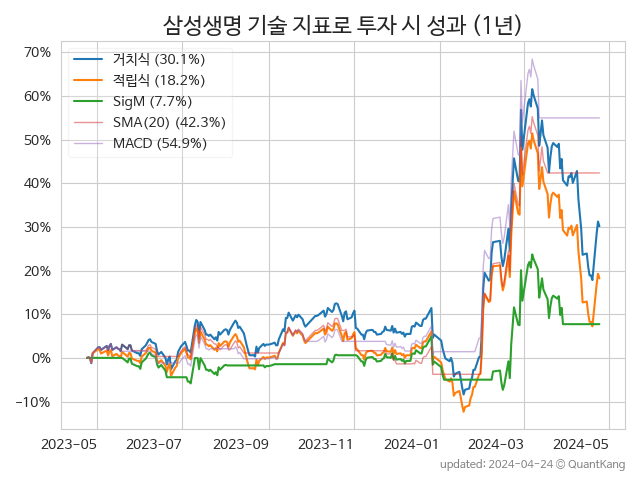 삼성생명 기술 지표로 투자 시 성과 (1년)
70%
60%
50%
40%
30%
20%
10%
0%
−10%
거치식 (30.1%)
적립식 (18.2%)
SigM (7.7%)
SMA(20) (42.3%)
MACD (54.9%)
2023-05 2023-07 2023-09 2023-11 2024-01 2024-03 2024-05
updated: 2024-04-24 © QuantKang